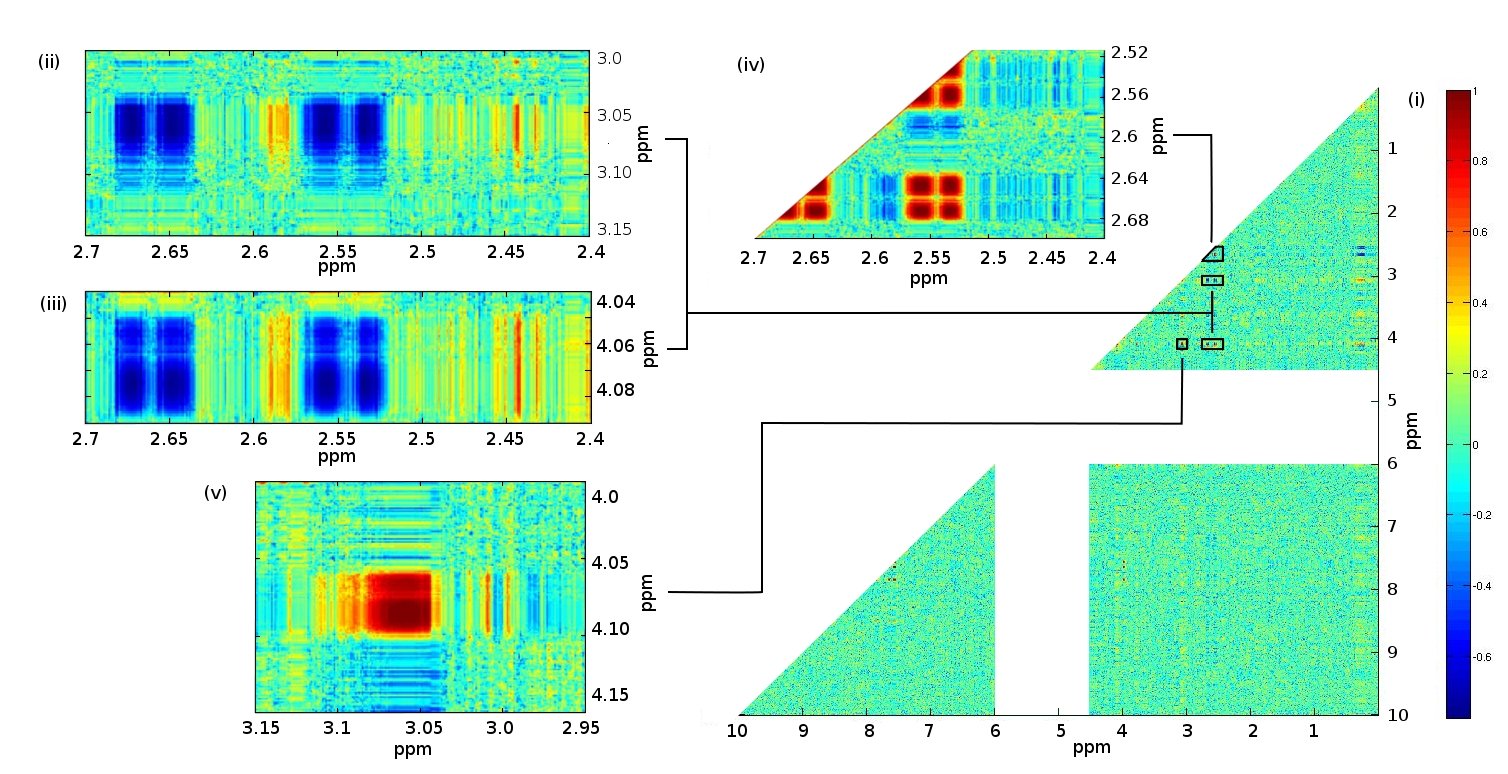 (ii)
3.0
3.05
3.10
3.15
2.7 2.65 2.6 2.55 2.5 2.45 2.4
ppm
ppm
(iii)
4.04
4.06
4.08
2.7 2.65 2.6 2.55 2.5 2.45 2.4
ppm
ppm
(iv)
2.52
2.56
2.6
2.64
2.68
2.7 2.65 2.6 2.55 2.5 2.45 2.4
ppm
ppm
(v)
4.0
4.05
4.10
4.15
3.15 3.1 3.05 3.0 2.95
ppm
ppm
(i)
1
2
3
4
5
6
7
8
9
10
10 9 8 7 6 5 4 3 2 1
ppm
ppm
1
0.8
0.6
0.4
0.2
0
-0.2
-0.4
-0.6